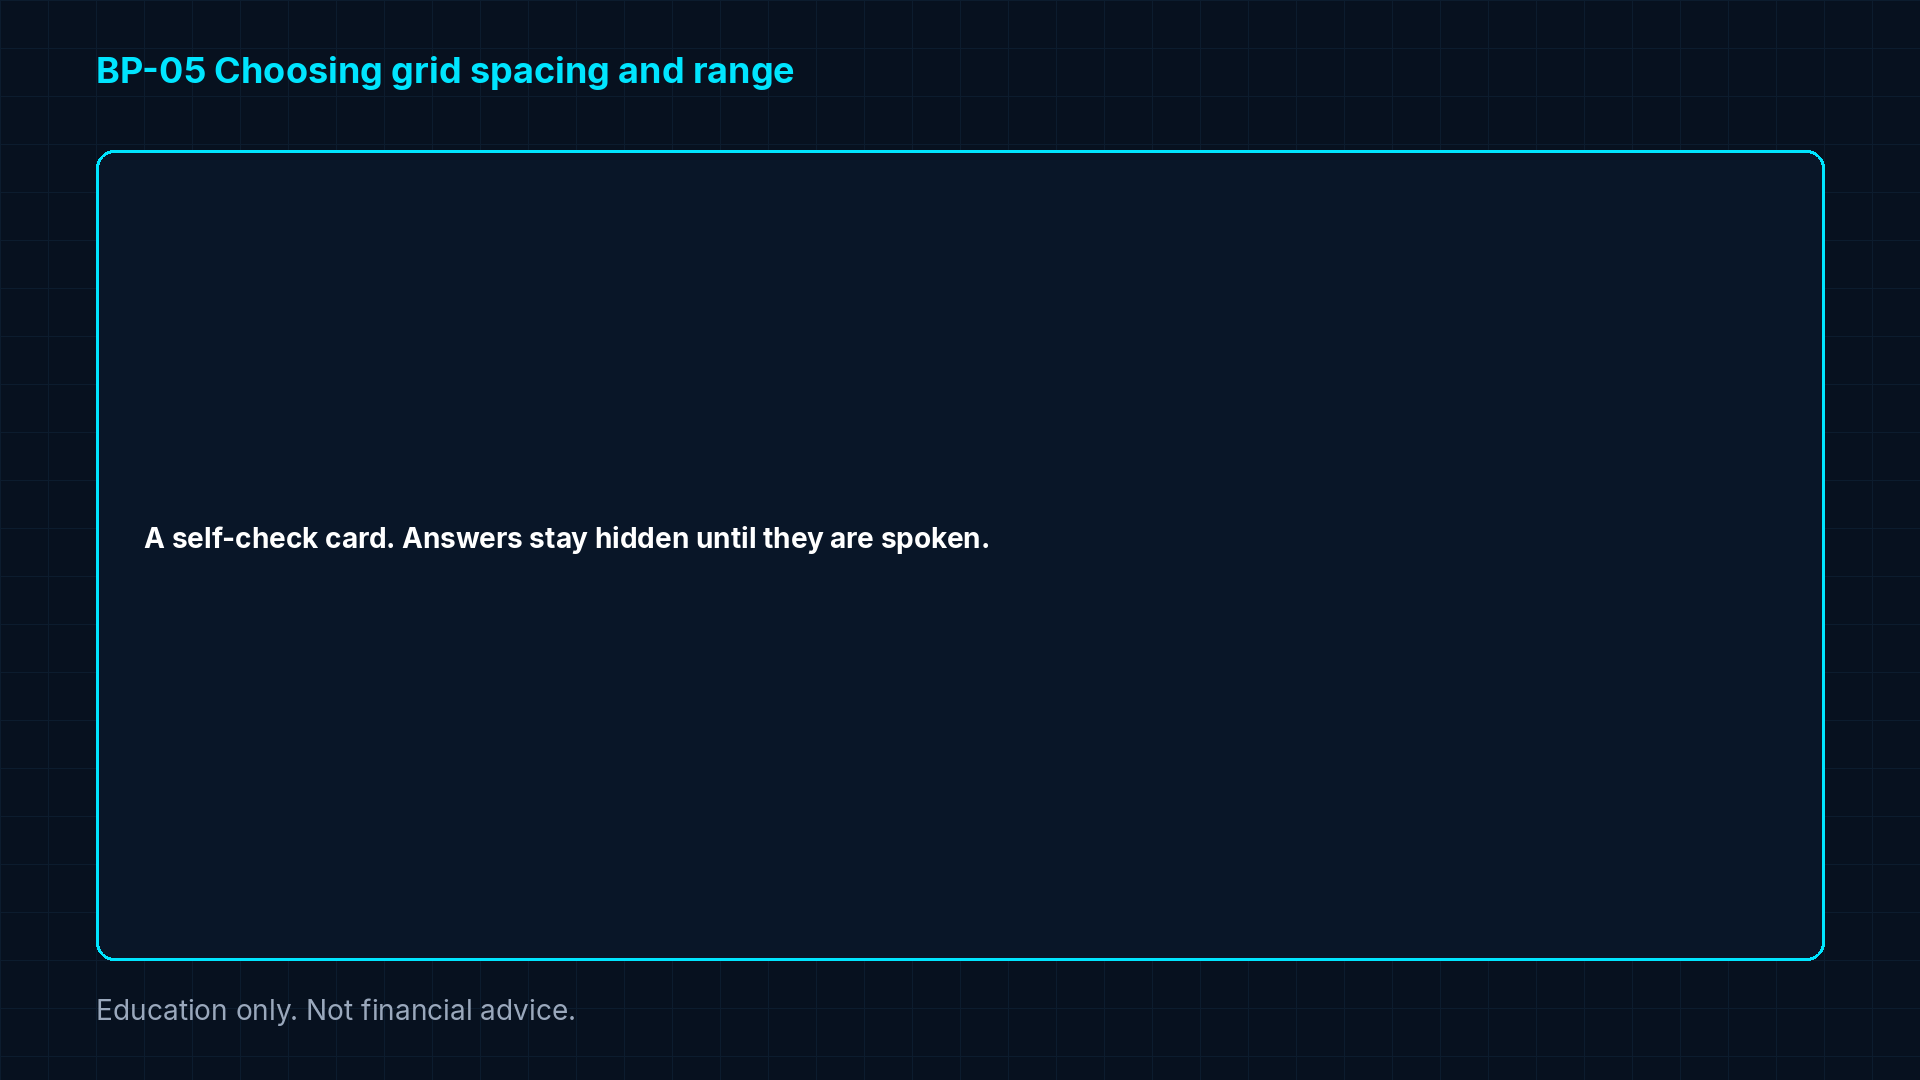 BP-05 Choosing grid spacing and range
A self-check card. Answers stay hidden until they are spoken.
Education only. Not financial advice.